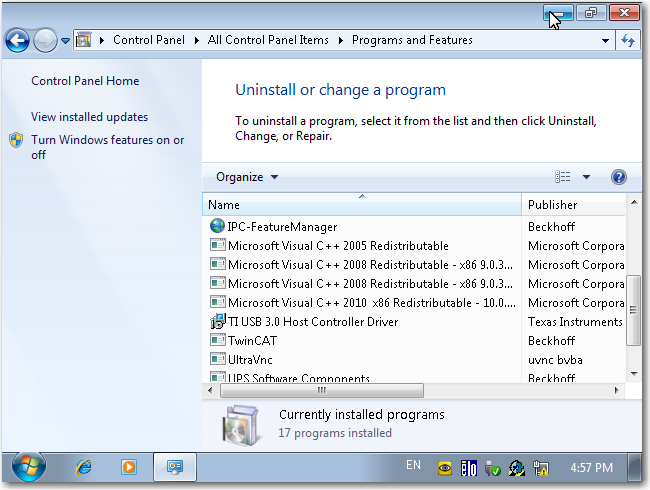 Control Panel
All Control Panel Items
Programs and Features
Control Panel Home
View installed updates
Turn Windows features on or
off
Uninstall or change a program
To uninstall a program, select it from the list and then click Uninstall,
Change, or Repair.
Organize
Name Publisher
IPC-FeatureManager Beckhoff
Microsoft Visual C++ 2005 Redistributable Microsoft Corpora
Microsoft Visual C++ 2008 Redistributable - x86 9.0.3... Microsoft Corpora
Microsoft Visual C++ 2008 Redistributable - x86 9.0.3... Microsoft Corpora
Microsoft Visual C++ 2010 x86 Redistributable - 10.0.... Microsoft Corpora
TI USB 3.0 Host Controller Driver Texas Instruments
TwinCAT Beckhoff
UltraVnc uvnc bvba
UPS Software Components Beckhoff
Currently installed programs
17 programs installed
EN
4:57 PM